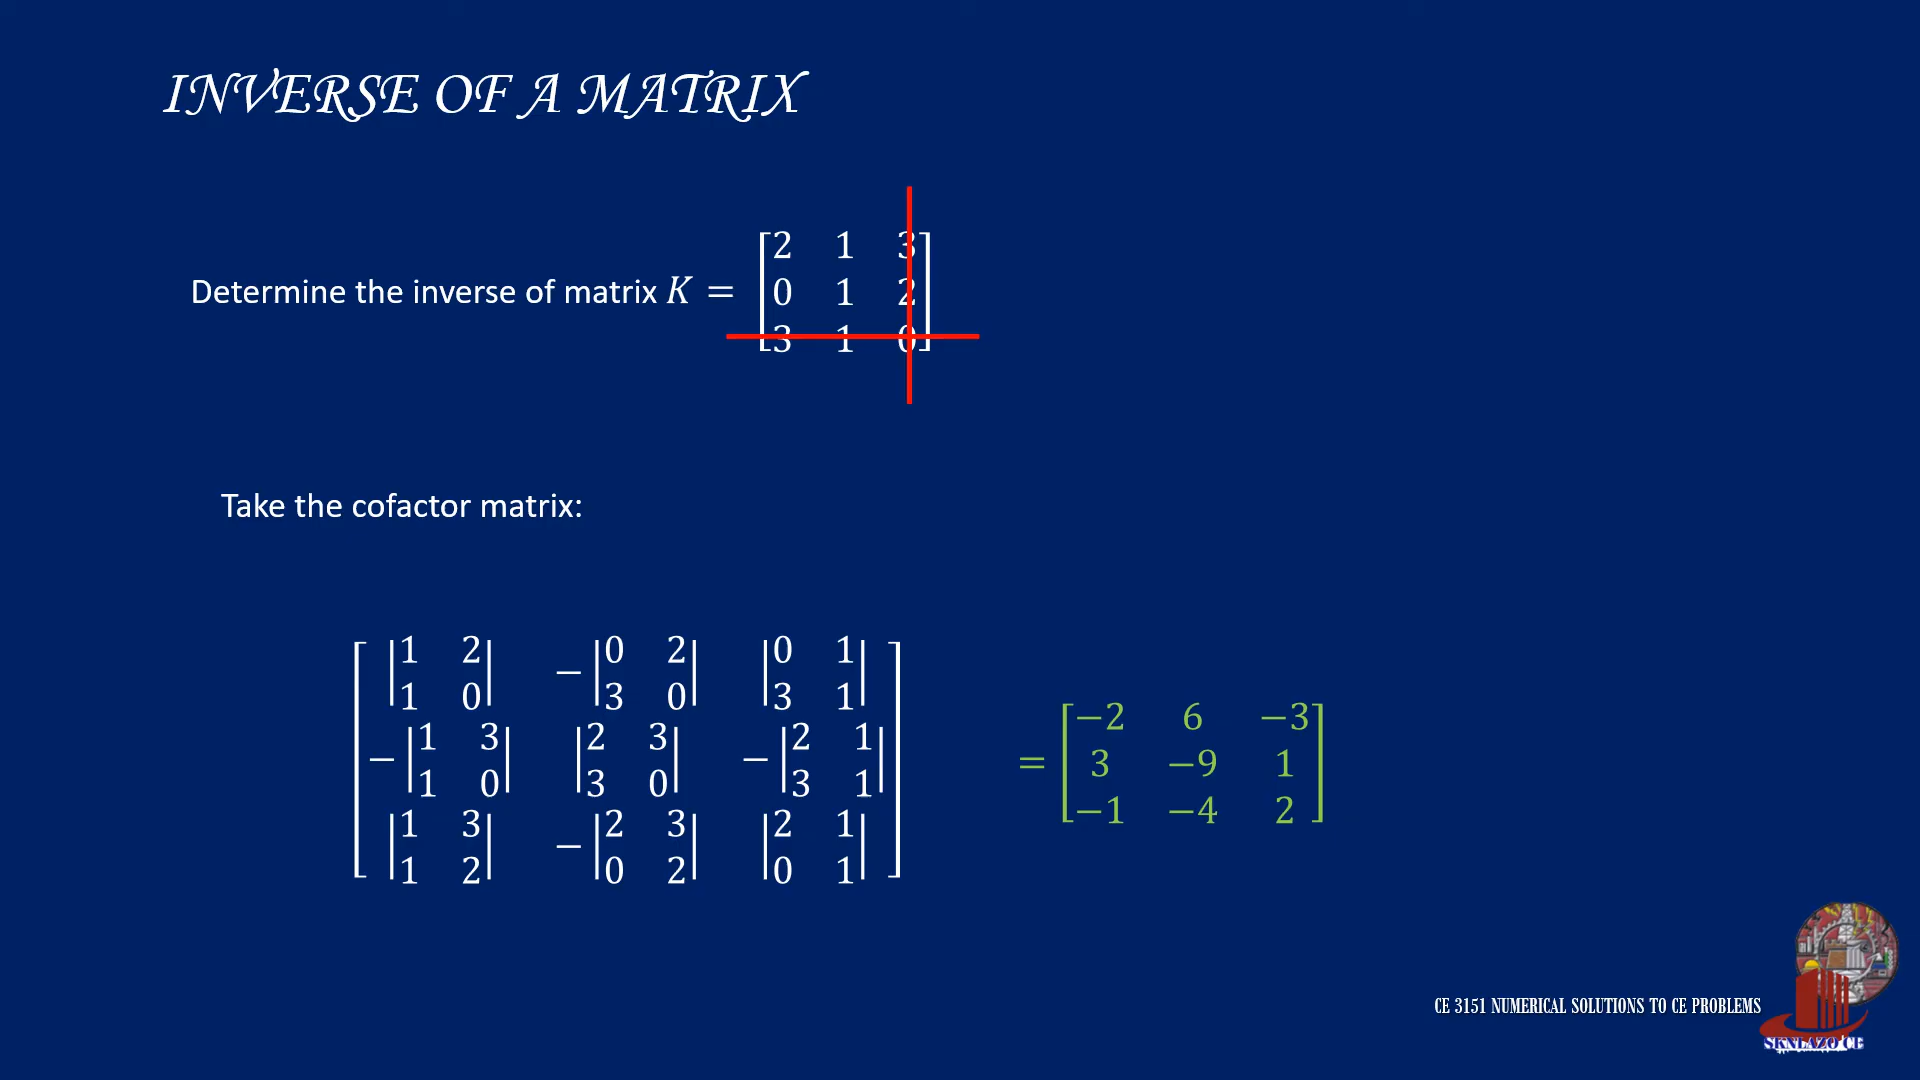 INVERSE OF A MATRIX
Determine the inverse of matrix K = [2 1 3
0 1 2
3 1 0]
Take the cofactor matrix:
[|1 2
1 0| −|0 2
3 0| |0 1
3 1|
−|1 3
1 0| |2 3
3 0| −|2 1
3 1|
|1 3
1 2| −|2 3
0 2| |2 1
0 1|]
= [−2 6 −3
3 −9 1
−1 −4 2]
CE 3151 NUMERICAL SOLUTIONS TO CE PROBLEMS
SKNLAZO CE